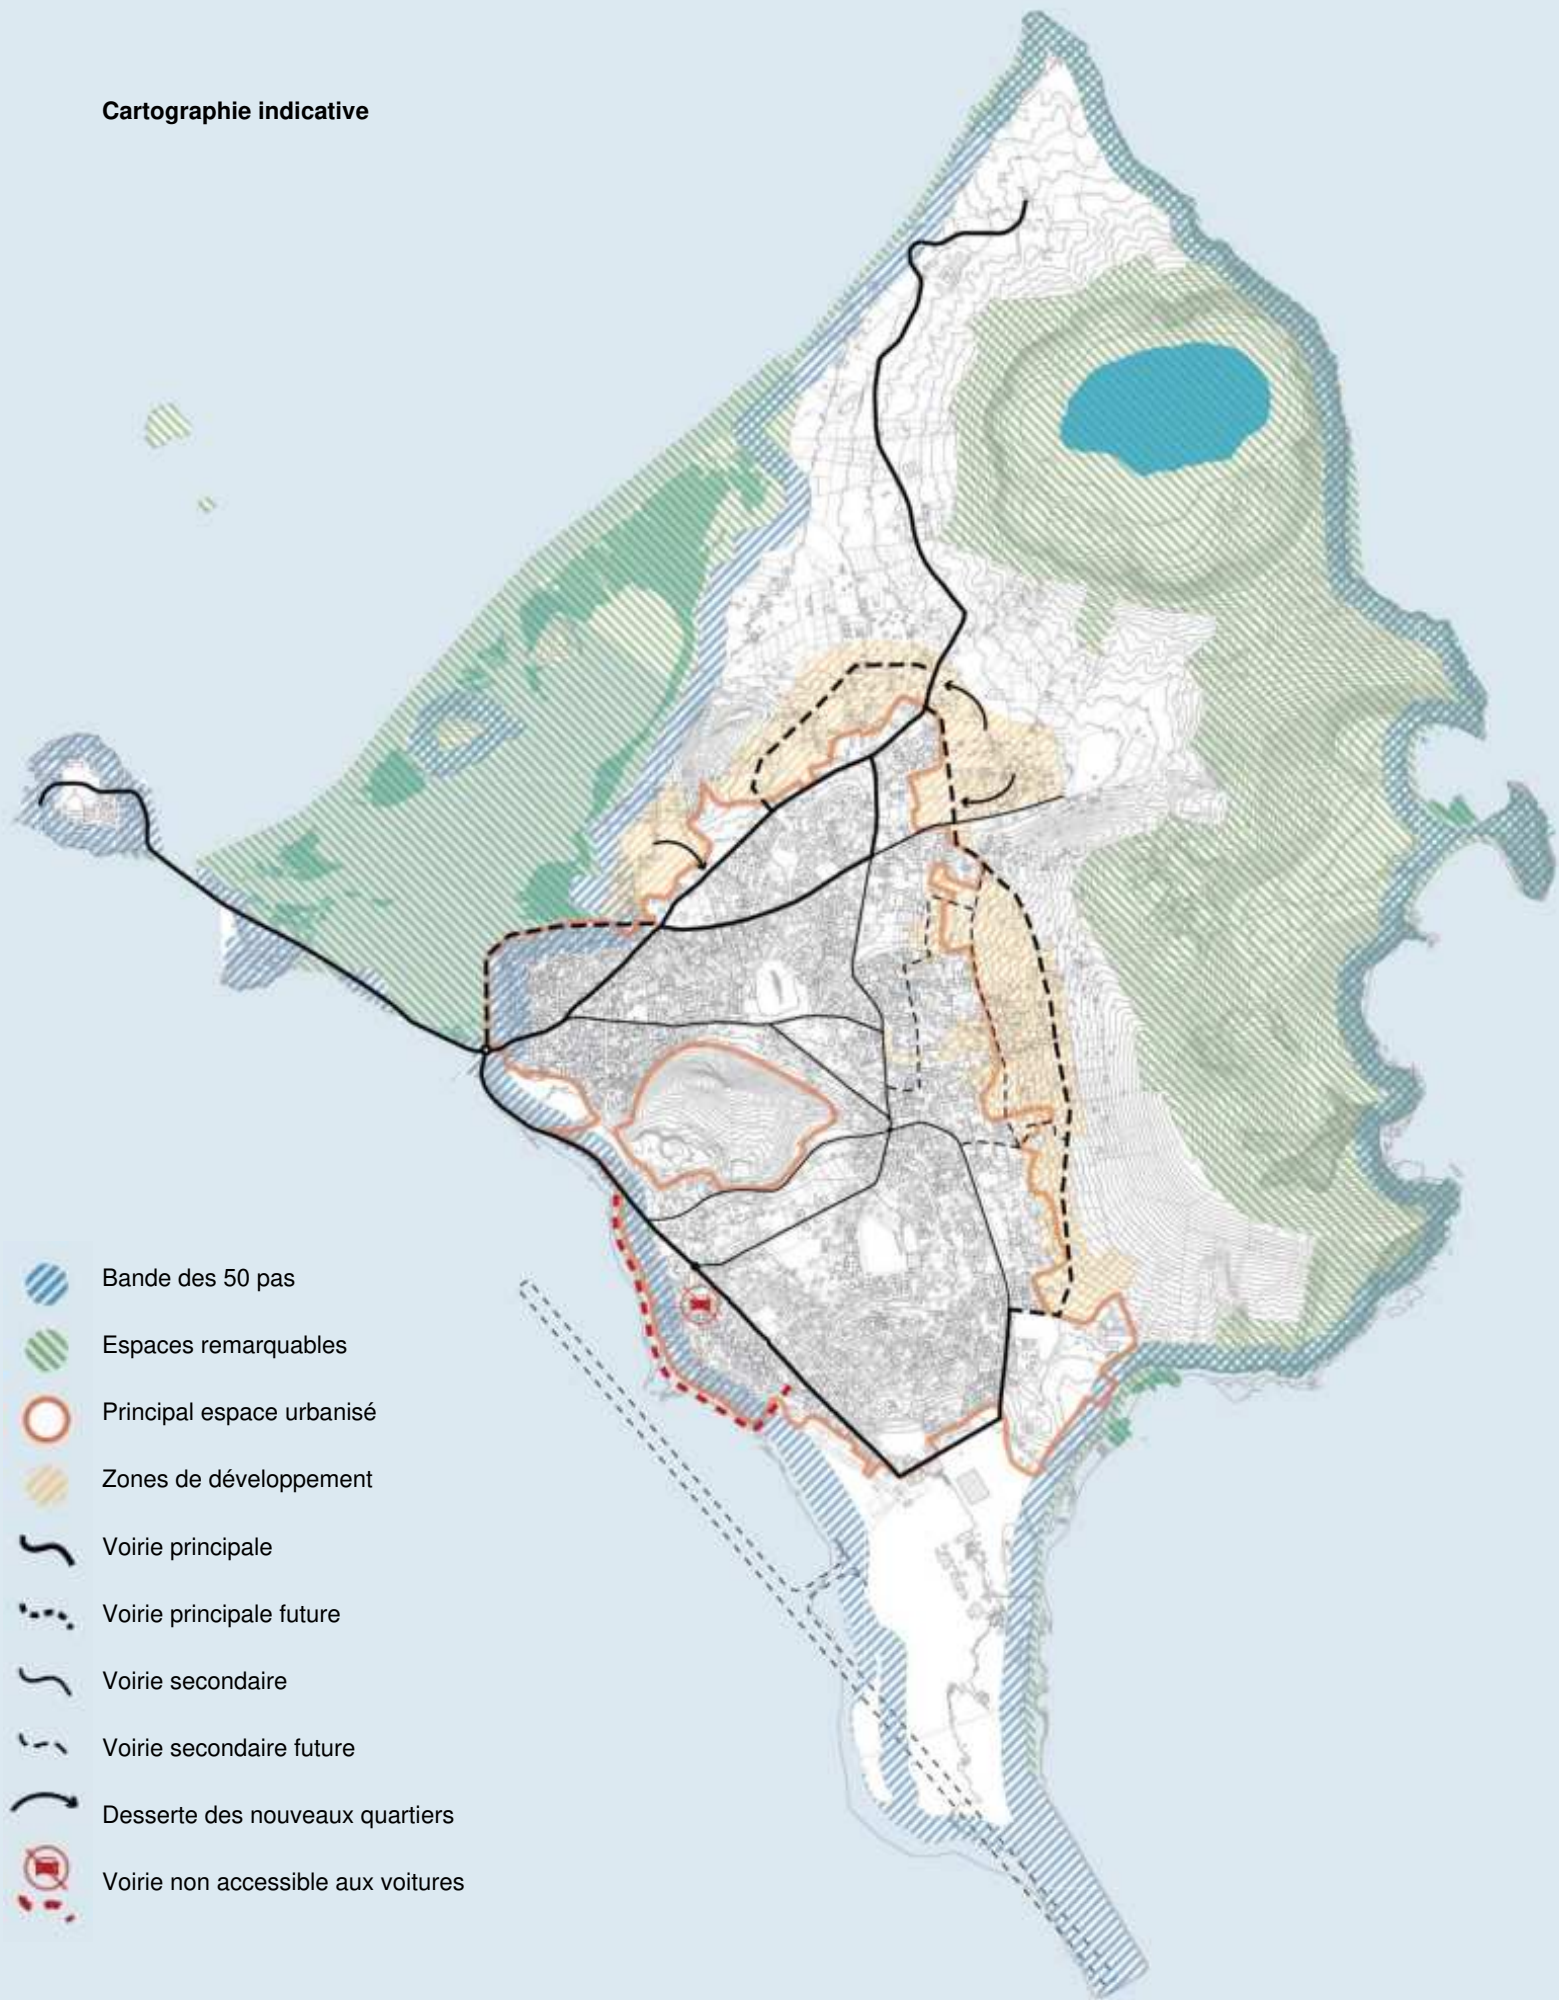 Cartographie indicative
Bande des 50 pas
Espaces remarquables
Principal espace urbanisé
Zones de développement
Voirie principale
Voirie principale future
Voirie secondaire
Voirie secondaire future
Desserte des nouveaux quartiers
Voirie non accessible aux voitures